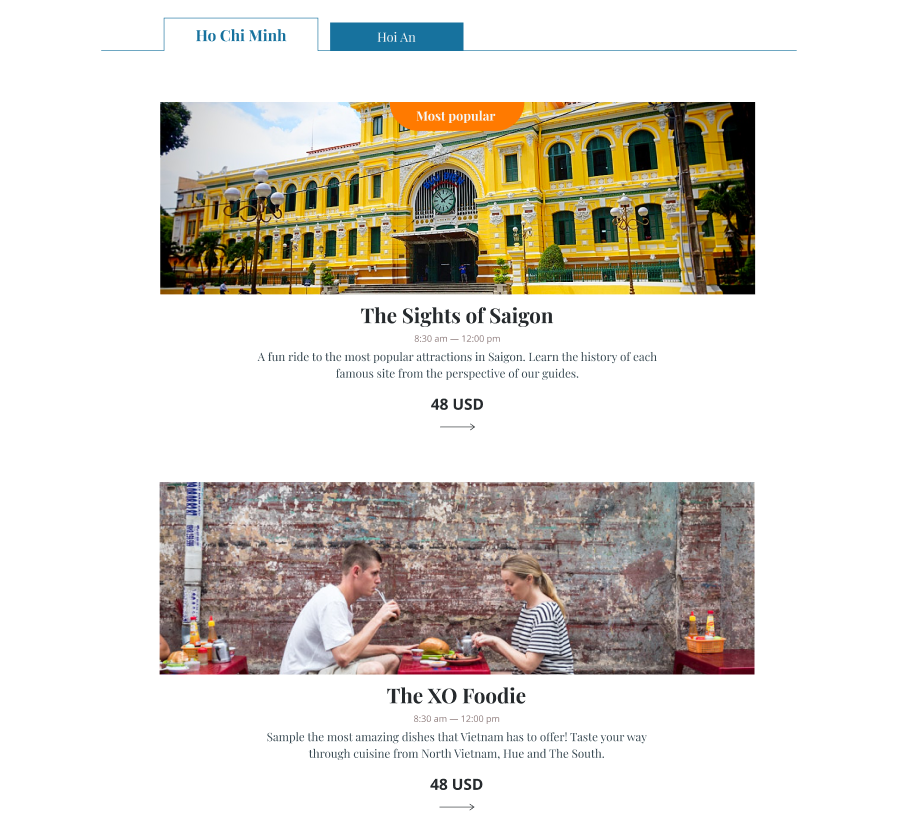 Ho Chi Minh
Hoi An
Most popular
The Sights of Saigon
8:30 am — 12:00 pm
A fun ride to the most popular attractions in Saigon. Learn the history of each
famous site from the perspective of our guides.
48 USD
The XO Foodie
8:30 am — 12:00 pm
Sample the most amazing dishes that Vietnam has to offer! Taste your way
through cuisine from North Vietnam, Hue and The South.
48 USD